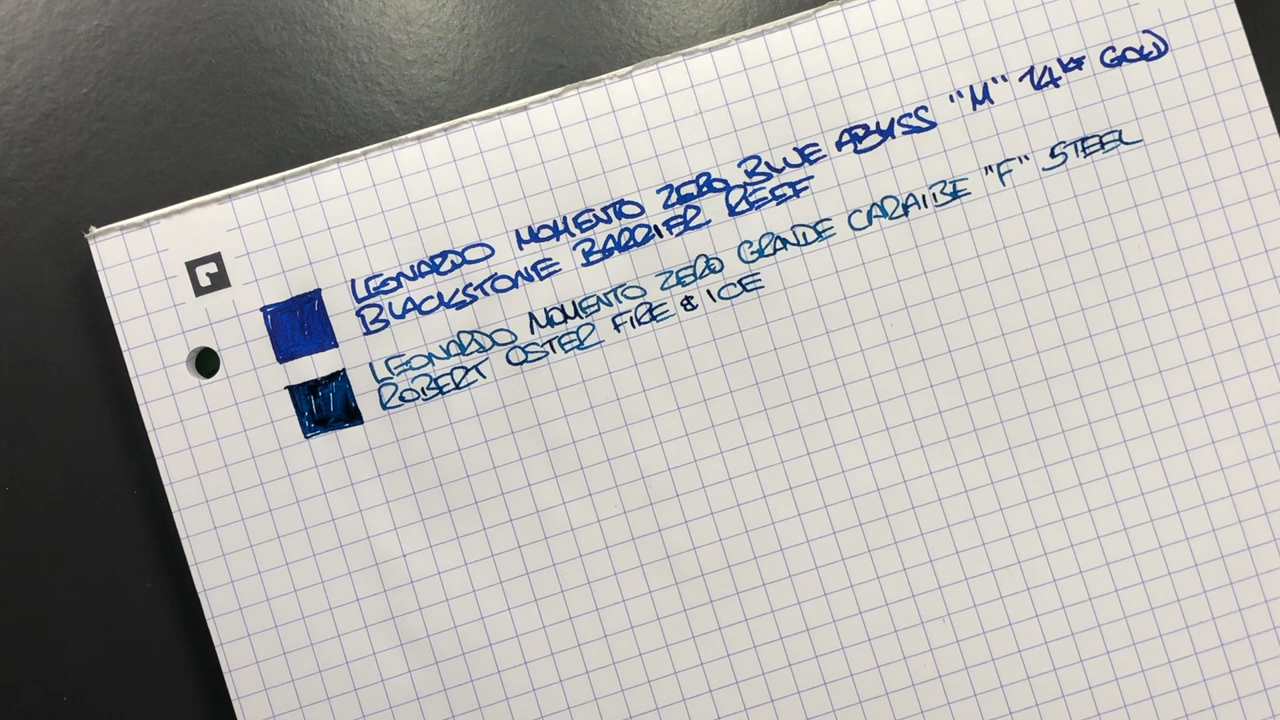 LEONARDO MOMENTO ZERO BLUE ABYSS "M" 14kt GOLD
BLACKSTONE BARRIER REEF
LEONARDO MOMENTO ZERO GRANDE CARAIBE "F" STEEL
ROBERT OSTER FIRE & ICE